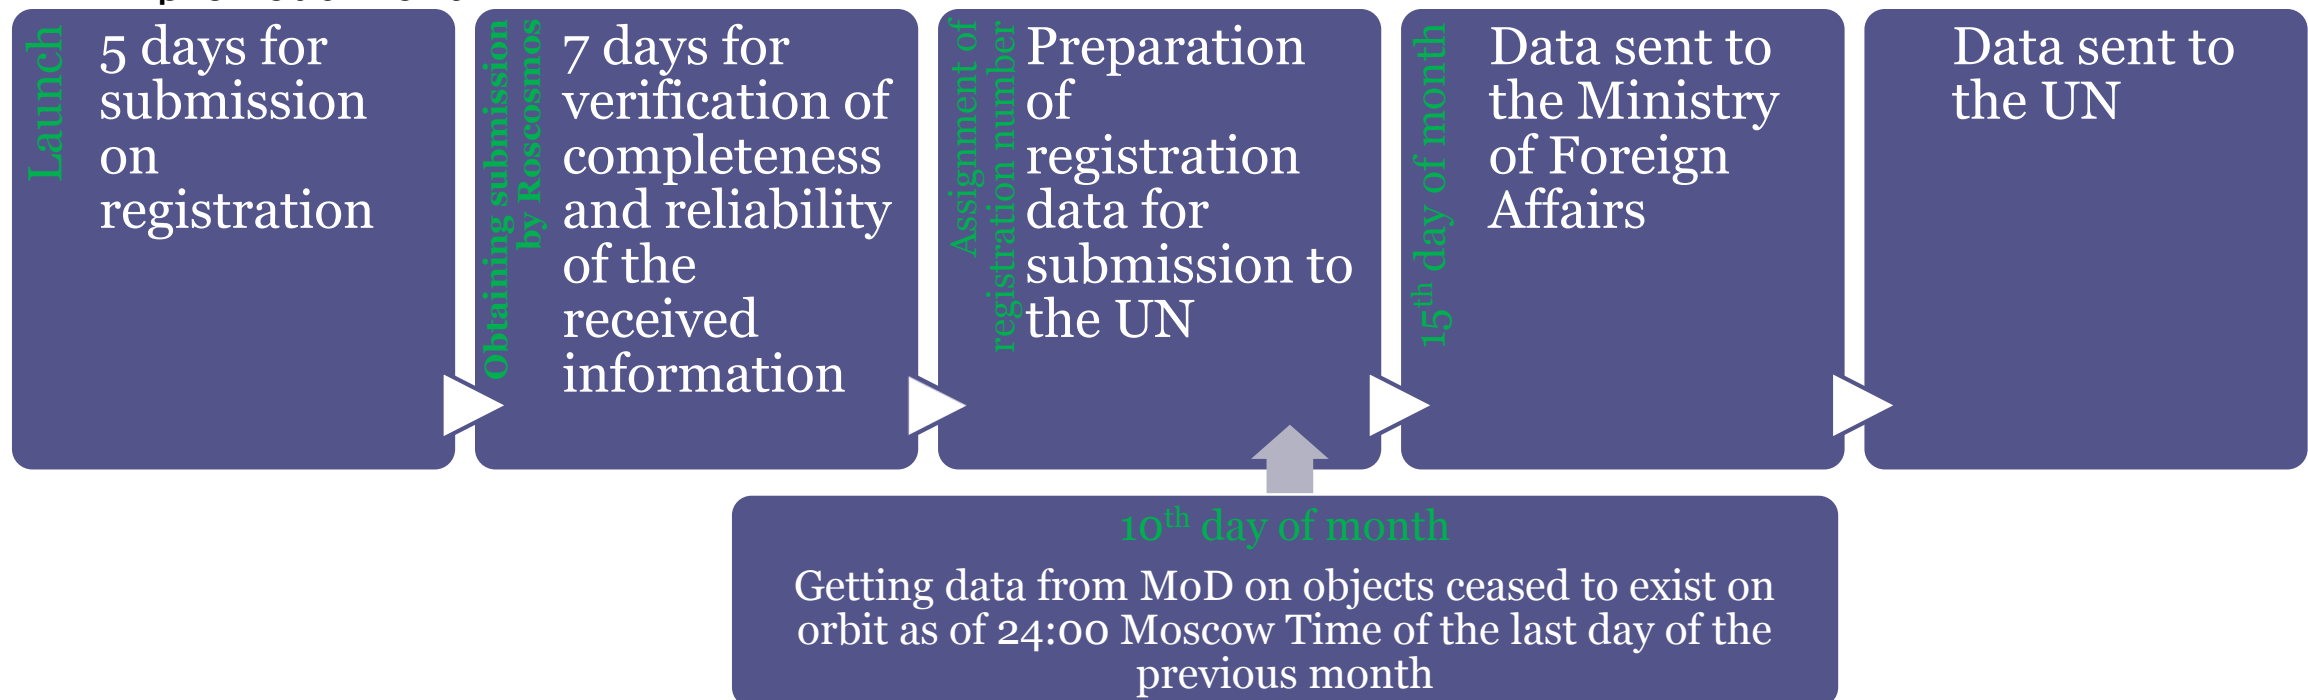 Launch
5 days for
submission
on
registration
Obtaining submission
by Roscosmos
7 days for
verification of
completeness
and reliability
of the
received
information
Assignment of
registration number
Preparation
of
registration
data for
submission to
the UN
15th day of month
Data sent to
the Ministry
of Foreign
Affairs
Data sent to
the UN
10th day of month
Getting data from MoD on objects ceased to exist on
orbit as of 24:00 Moscow Time of the last day of the
previous month